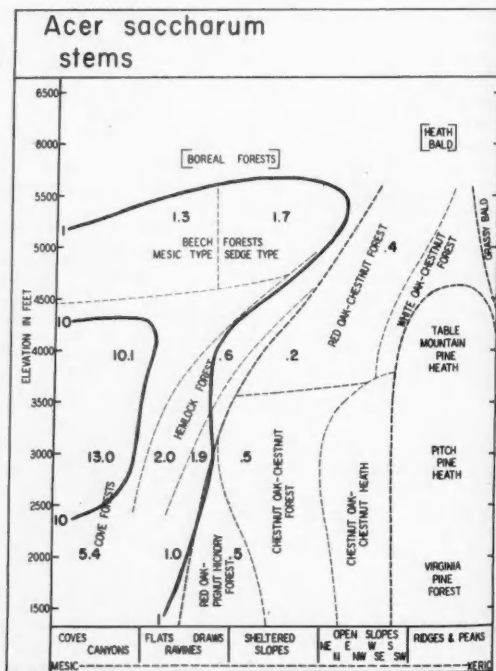 Acer saccharum
stems
ELEVATION IN FEET
6500
6000
5500
5000
4500
4000
3500
3000
2500
2000
1500
[HEATH
BALD]
[BOREAL FORESTS]
1
1.3
1.7
BEECH FORESTS
MESIC TYPE
SEDGE TYPE
.4
RED OAK-CHESTNUT FOREST
WHITE OAK-CHESTNUT
FOREST
GRASSY BALD
10
10.1
.6
.2
HEMLOCK FOREST
TABLE
MOUNTAIN
PINE
HEATH
13.0
2.0
1.9
.5
PITCH
PINE
HEATH
10
COVE FORESTS
5.4
1.0
.5
RED OAK-
PIGNUT HICKORY
FOREST
CHESTNUT OAK-CHESTNUT
FOREST
CHESTNUT OAK-
CHESTNUT HEATH
VIRGINIA
PINE
FOREST
1
COVES
CANYONS
FLATS DRAWS
RAVINES
SHELTERED
SLOPES
OPEN SLOPES
NE E W S
N NW SE SW
RIDGES & PEAKS
MESIC
XERIC